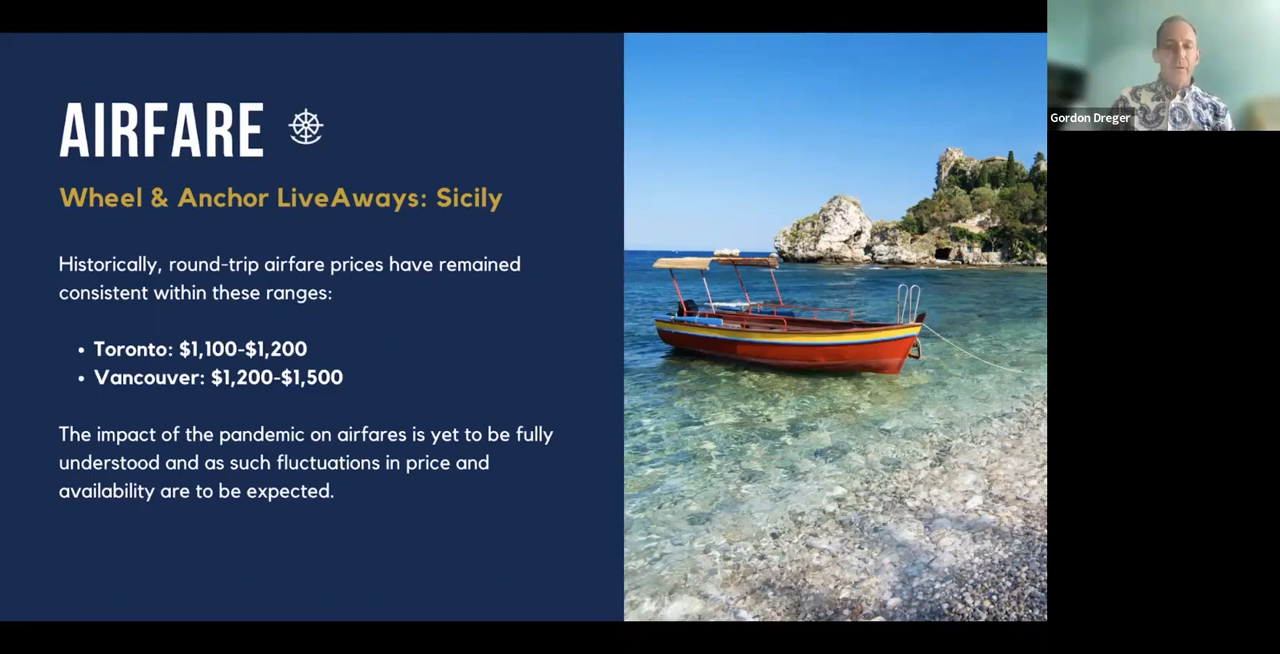 AIRFARE
Wheel & Anchor LiveAways: Sicily
Historically, round-trip airfare prices have remained
consistent within these ranges:
• Toronto: $1,100-$1,200
• Vancouver: $1,200-$1,500
The impact of the pandemic on airfares is yet to be fully
understood and as such fluctuations in price and
availability are to be expected.
Gordon Dreger